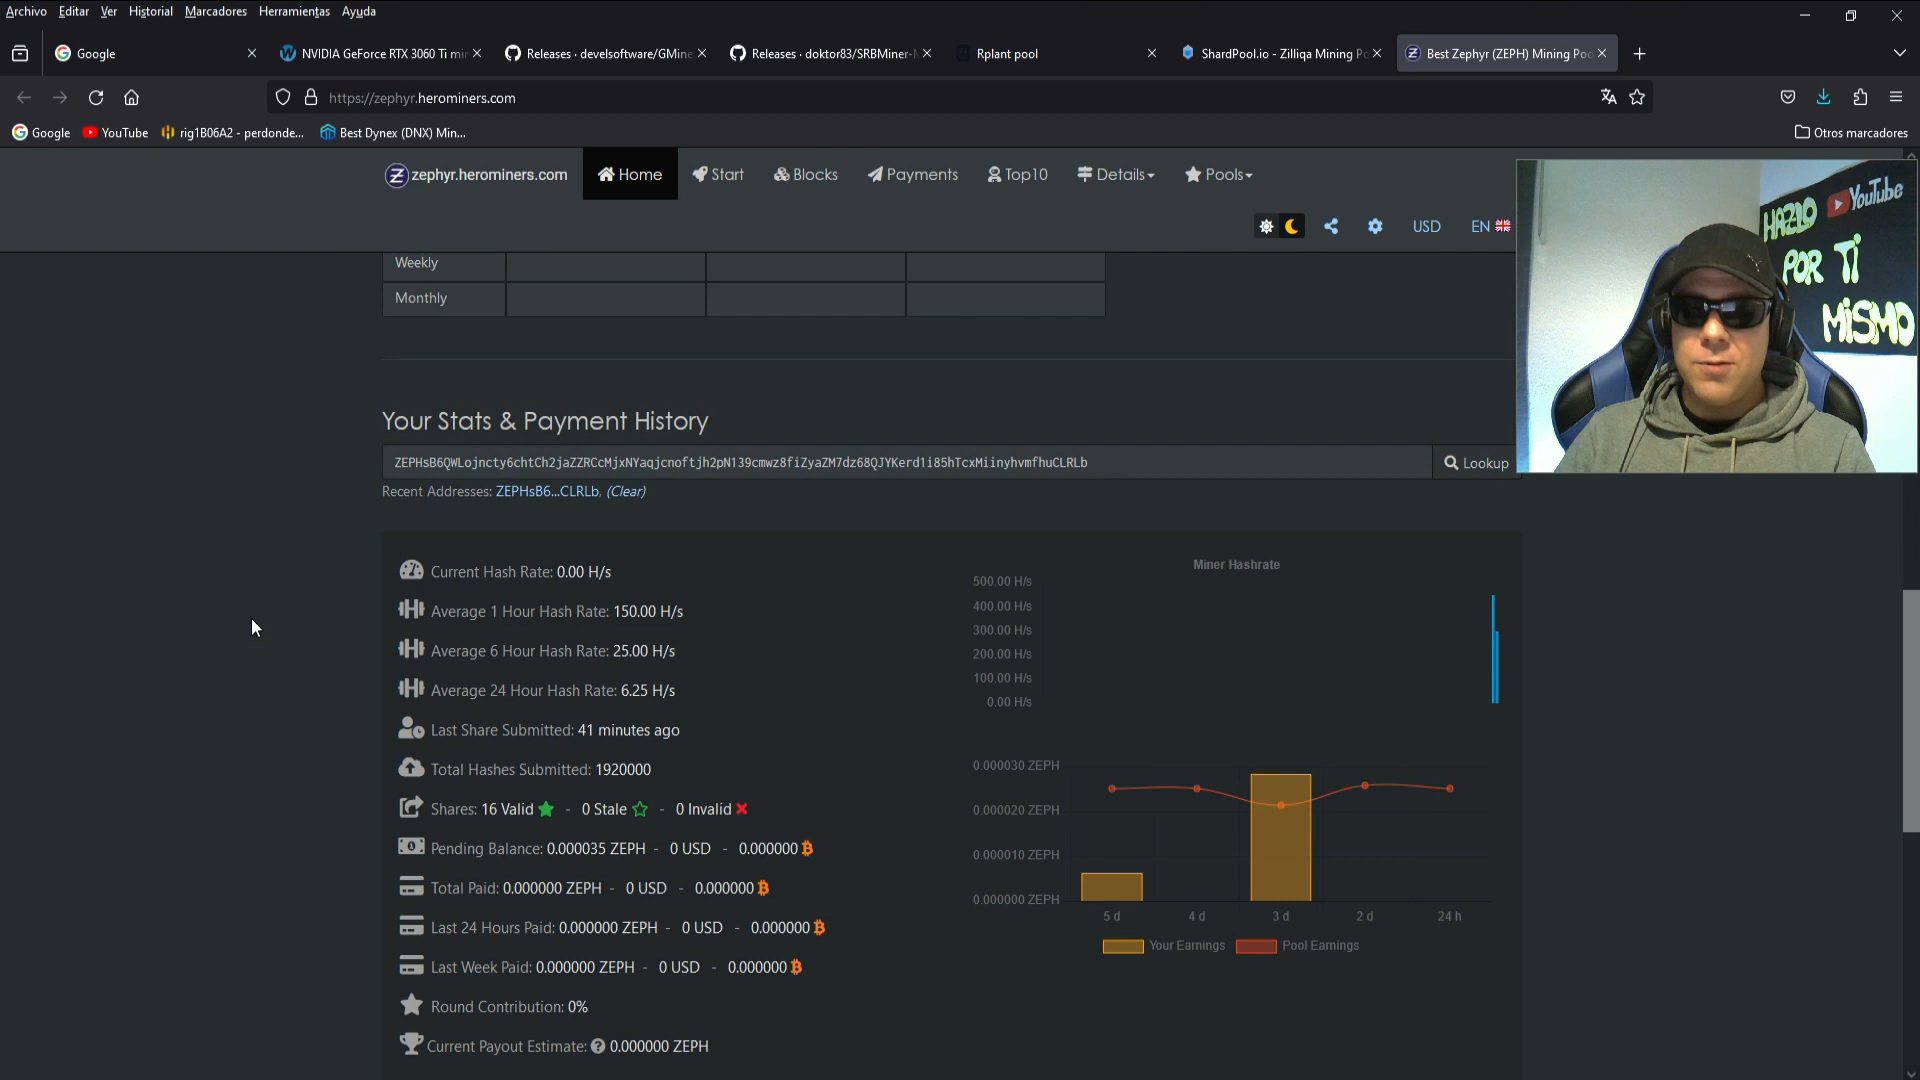 Archivo Editar Ver Historial Marcadores Herramientas Ayuda
Google NVIDIA GeForce RTX 3060 Ti mi Releases · develsoftware/GMine Releases · doktor83/SRBMiner- Rplant pool ShardPool.io - Zilliqa Mining Po Best Zephyr (ZEPH) Mining Poo
https://zephyr.herominers.com
Google YouTube rig1B06A2 - perdonde... Best Dynex (DNX) Min... Otros marcadores
zephyr.herominers.com Home Start Blocks Payments Top10 Details Pools
USD EN
YouTube
HAZLO
POR TI
MiSMO
Weekly
Monthly
Your Stats & Payment History
ZEPHsB6QWLojncty6chtCh2jaZZRCcMjxNYaqjcnoftjh2pN139cmwz8fiZyaZM7dz68QJYKerd1i85hTcxMiinyhvmfhuCLRLb Lookup
Recent Addresses: ZEPHsB6...CLRLb, (Clear)
Current Hash Rate: 0.00 H/s
Average 1 Hour Hash Rate: 150.00 H/s
Average 6 Hour Hash Rate: 25.00 H/s
Average 24 Hour Hash Rate: 6.25 H/s
Last Share Submitted: 41 minutes ago
Total Hashes Submitted: 1920000
Shares: 16 Valid - 0 Stale - 0 Invalid
Pending Balance: 0.000035 ZEPH - 0 USD - 0.000000
Total Paid: 0.000000 ZEPH - 0 USD - 0.000000
Last 24 Hours Paid: 0.000000 ZEPH - 0 USD - 0.000000
Last Week Paid: 0.000000 ZEPH - 0 USD - 0.000000
Round Contribution: 0%
Current Payout Estimate: 0.000000 ZEPH
Miner Hashrate
500.00 H/s
400.00 H/s
300.00 H/s
200.00 H/s
100.00 H/s
0.00 H/s
0.000030 ZEPH
0.000020 ZEPH
0.000010 ZEPH
0.000000 ZEPH
5 d 4 d 3 d 2 d 24 h
Your Earnings Pool Earnings